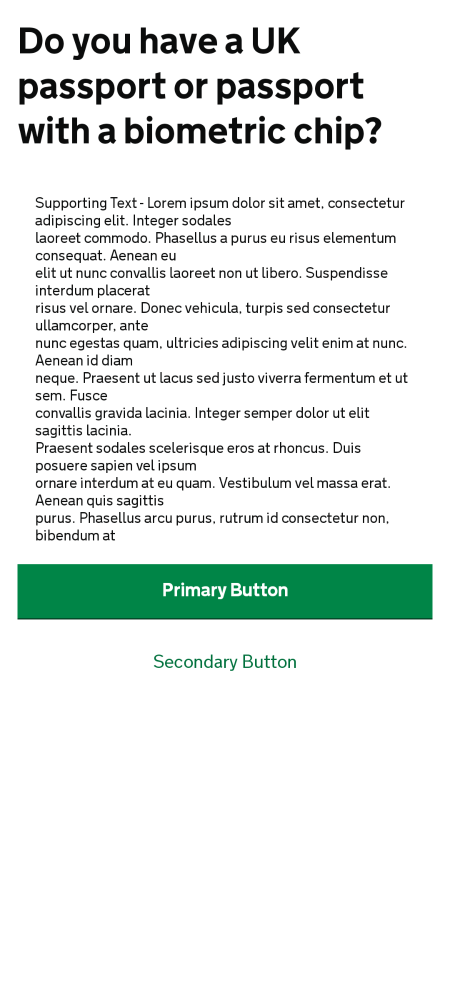 Do you have a UK
passport or passport
with a biometric chip?
Supporting Text - Lorem ipsum dolor sit amet, consectetur
adipiscing elit. Integer sodales
laoreet commodo. Phasellus a purus eu risus elementum
consequat. Aenean eu
elit ut nunc convallis laoreet non ut libero. Suspendisse
interdum placerat
risus vel ornare. Donec vehicula, turpis sed consectetur
ullamcorper, ante
nunc egestas quam, ultricies adipiscing velit enim at nunc.
Aenean id diam
neque. Praesent ut lacus sed justo viverra fermentum et ut
sem. Fusce
convallis gravida lacinia. Integer semper dolor ut elit
sagittis lacinia.
Praesent sodales scelerisque eros at rhoncus. Duis
posuere sapien vel ipsum
ornare interdum at eu quam. Vestibulum vel massa erat.
Aenean quis sagittis
purus. Phasellus arcu purus, rutrum id consectetur non,
bibendum at
Primary Button
Secondary Button